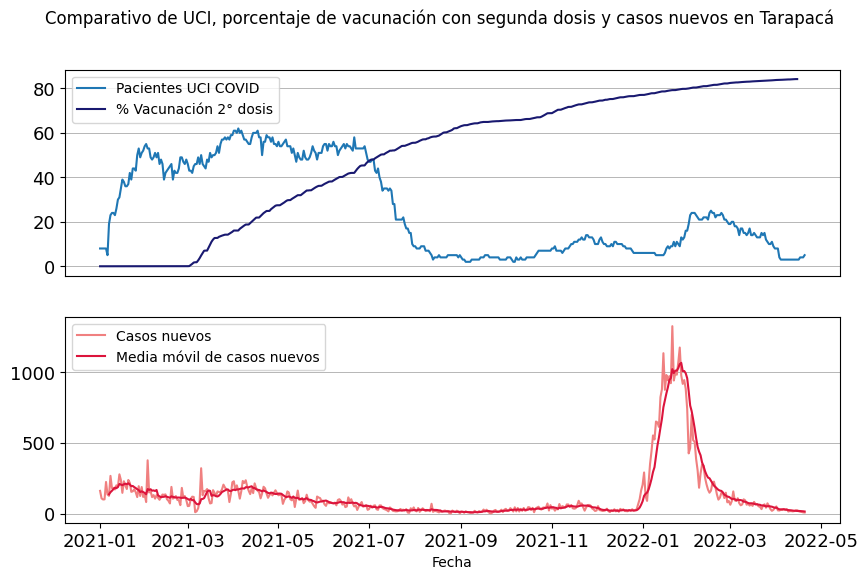 Comparativo de UCI, porcentaje de vacunación con segunda dosis y casos nuevos en Tarapacá
Pacientes UCI COVID
% Vacunación 2° dosis
80
60
40
20
0
Casos nuevos
Media móvil de casos nuevos
1000
500
0
2021-01 2021-03 2021-05 2021-07 2021-09 2021-11 2022-01 2022-03 2022-05
Fecha